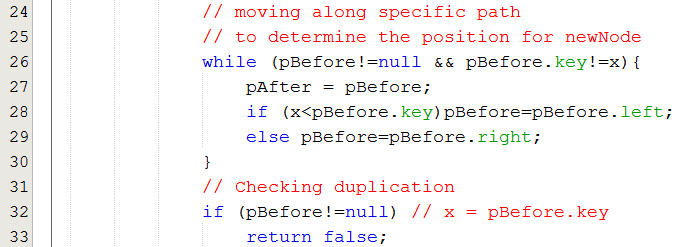 24 // moving along specific path
25 // to determine the position for newNode
26 while (pBefore!=null && pBefore.key!=x){
27 pAfter = pBefore;
28 if (x<pBefore.key)pBefore=pBefore.left;
29 else pBefore=pBefore.right;
30 }
31 // Checking duplication
32 if (pBefore!=null) // x = pBefore.key
33 return false;